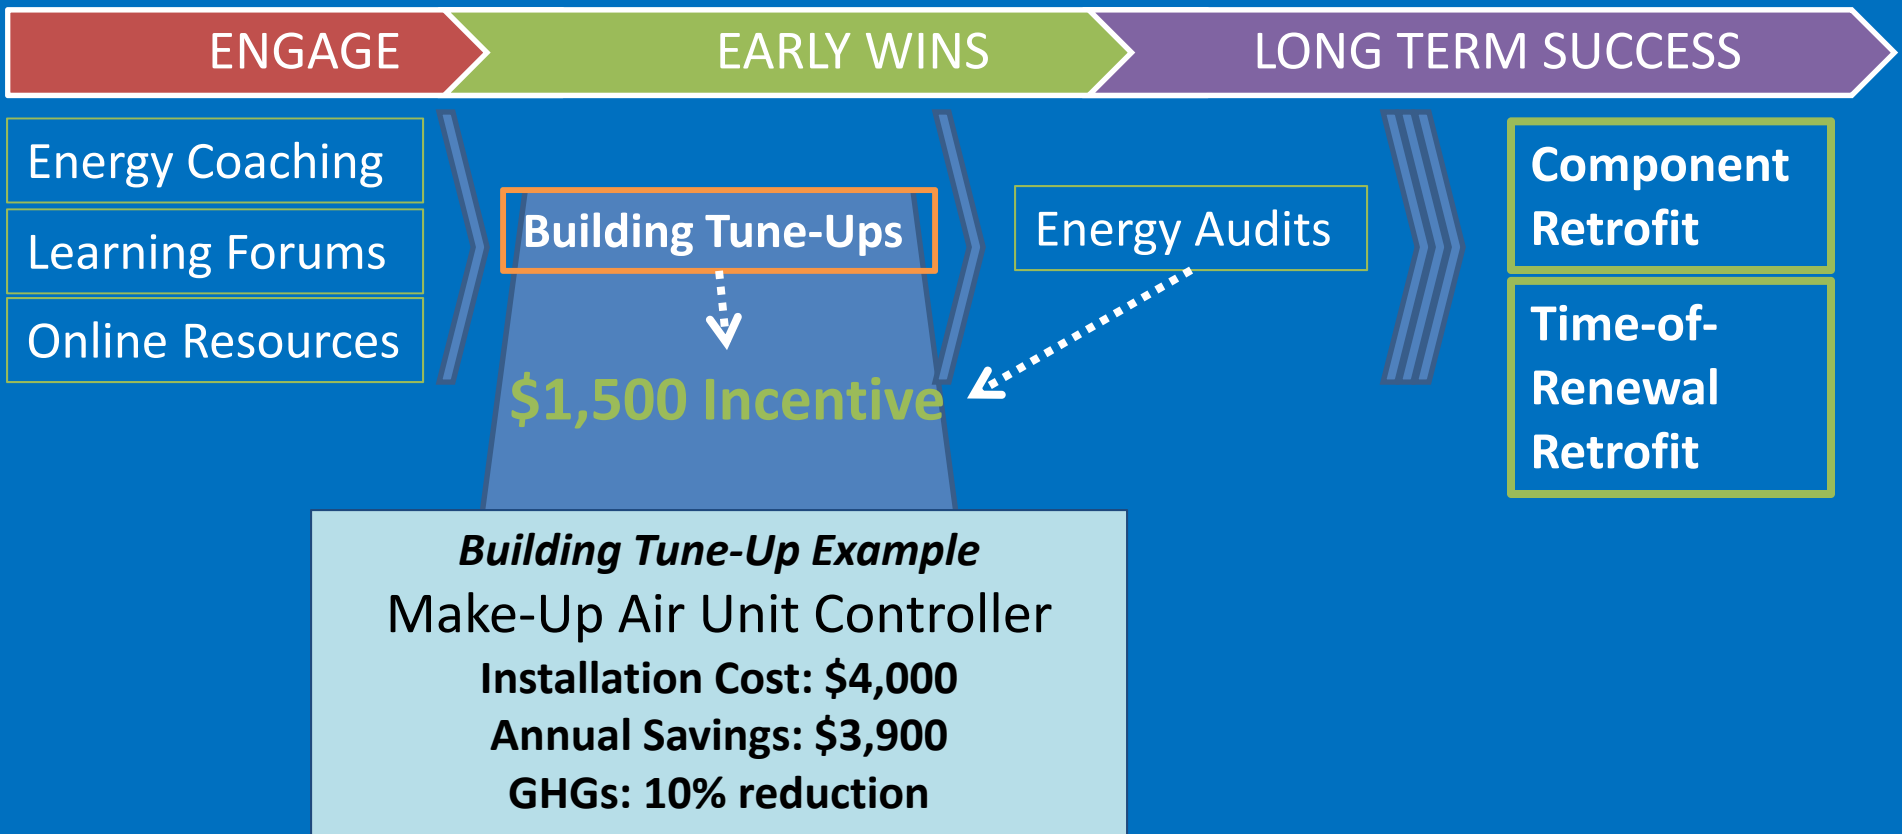 ENGAGE
EARLY WINS
LONG TERM SUCCESS
Energy Coaching
Learning Forums
Online Resources
Building Tune-Ups
$1,500 Incentive
Energy Audits
Component
Retrofit
Time-of-
Renewal
Retrofit
Building Tune-Up Example
Make-Up Air Unit Controller
Installation Cost: $4,000
Annual Savings: $3,900
GHGs: 10% reduction